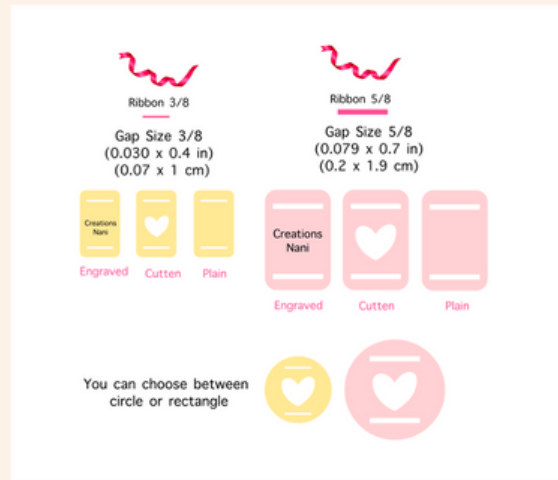 Ribbon 3/8
Gap Size 3/8
(0.030 x 0.4 in)
(0.07 x 1 cm)
Creations
Nani
Engraved
Cutten
Plain
Ribbon 5/8
Gap Size 5/8
(0.079 x 0.7 in)
(0.2 x 1.9 cm)
Creations
Nani
Engraved
Cutten
Plain
You can choose between
circle or rectangle